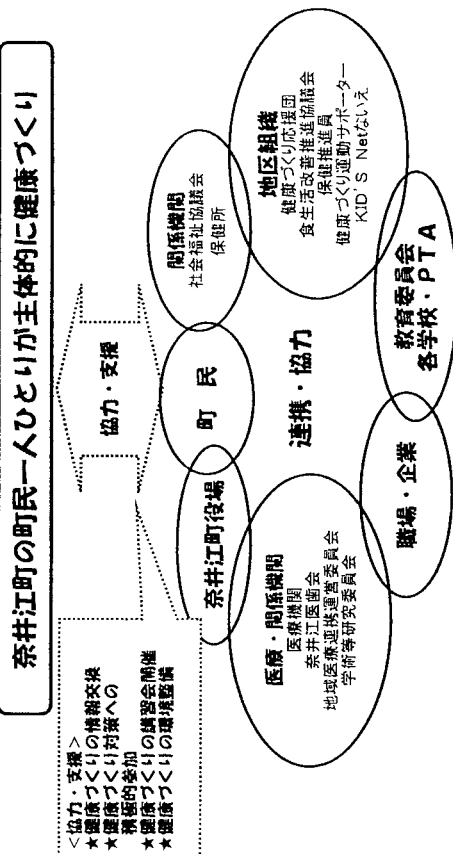 奈井江町の町民一人ひとりが主体的に健康づくり
<協力・支援>
★健康づくりの情報交換
★健康づくり対策への
積極的参加
★健康づくりの講習会開催
★健康づくりの環境整備
協力・支援
奈井江町役場
町 民
関係機関
社会福祉協議会
保健所
医療・関係機関
医療機関
奈井江医歯会
地域医療連携運営委員会
学術等研究委員会
連携・協力
地区組織
健康づくり応援団
食生活改善推進協議会
保健推進員
健康づくり運動サポーター
KID'S Netないえ
職場・企業
教育委員会
各学校・PTA